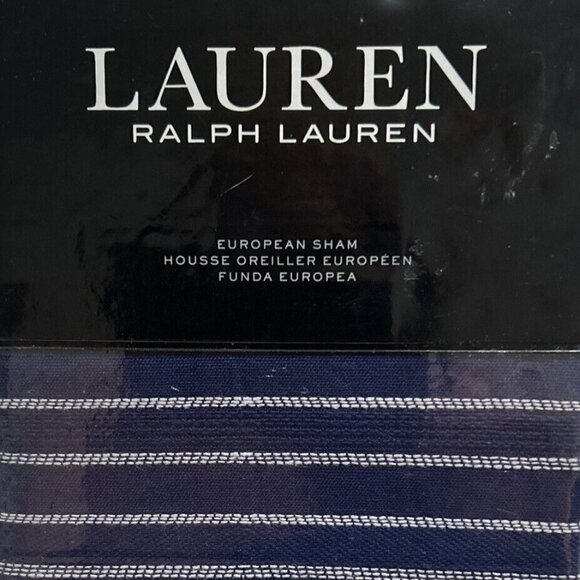 LAUREN
RALPH LAUREN
EUROPEAN SHAM
HOUSSE OREILLER EUROPÉEN
FUNDA EUROPEA